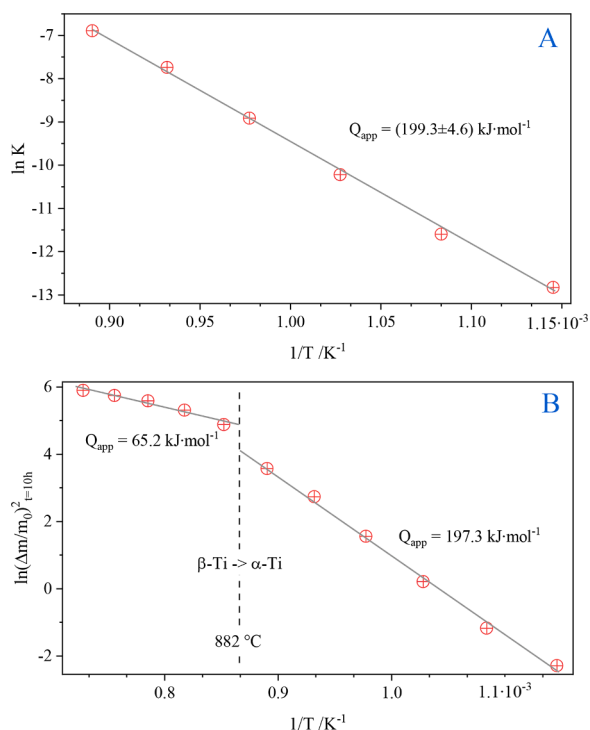 A
-7
-8
-9
-10
-11
-12
-13
ln K
Q_app = (199.3±4.6) kJ·mol⁻¹
0.90 0.95 1.00 1.05 1.10 1.15·10⁻³
1/T /K⁻¹
B
6
4
2
0
-2
ln(Δm/m₀)²ₜ₌₁₀ₕ
Q_app = 65.2 kJ·mol⁻¹
Q_app = 197.3 kJ·mol⁻¹
β-Ti -> α-Ti
882 °C
0.8 0.9 1.0 1.1·10⁻³
1/T /K⁻¹